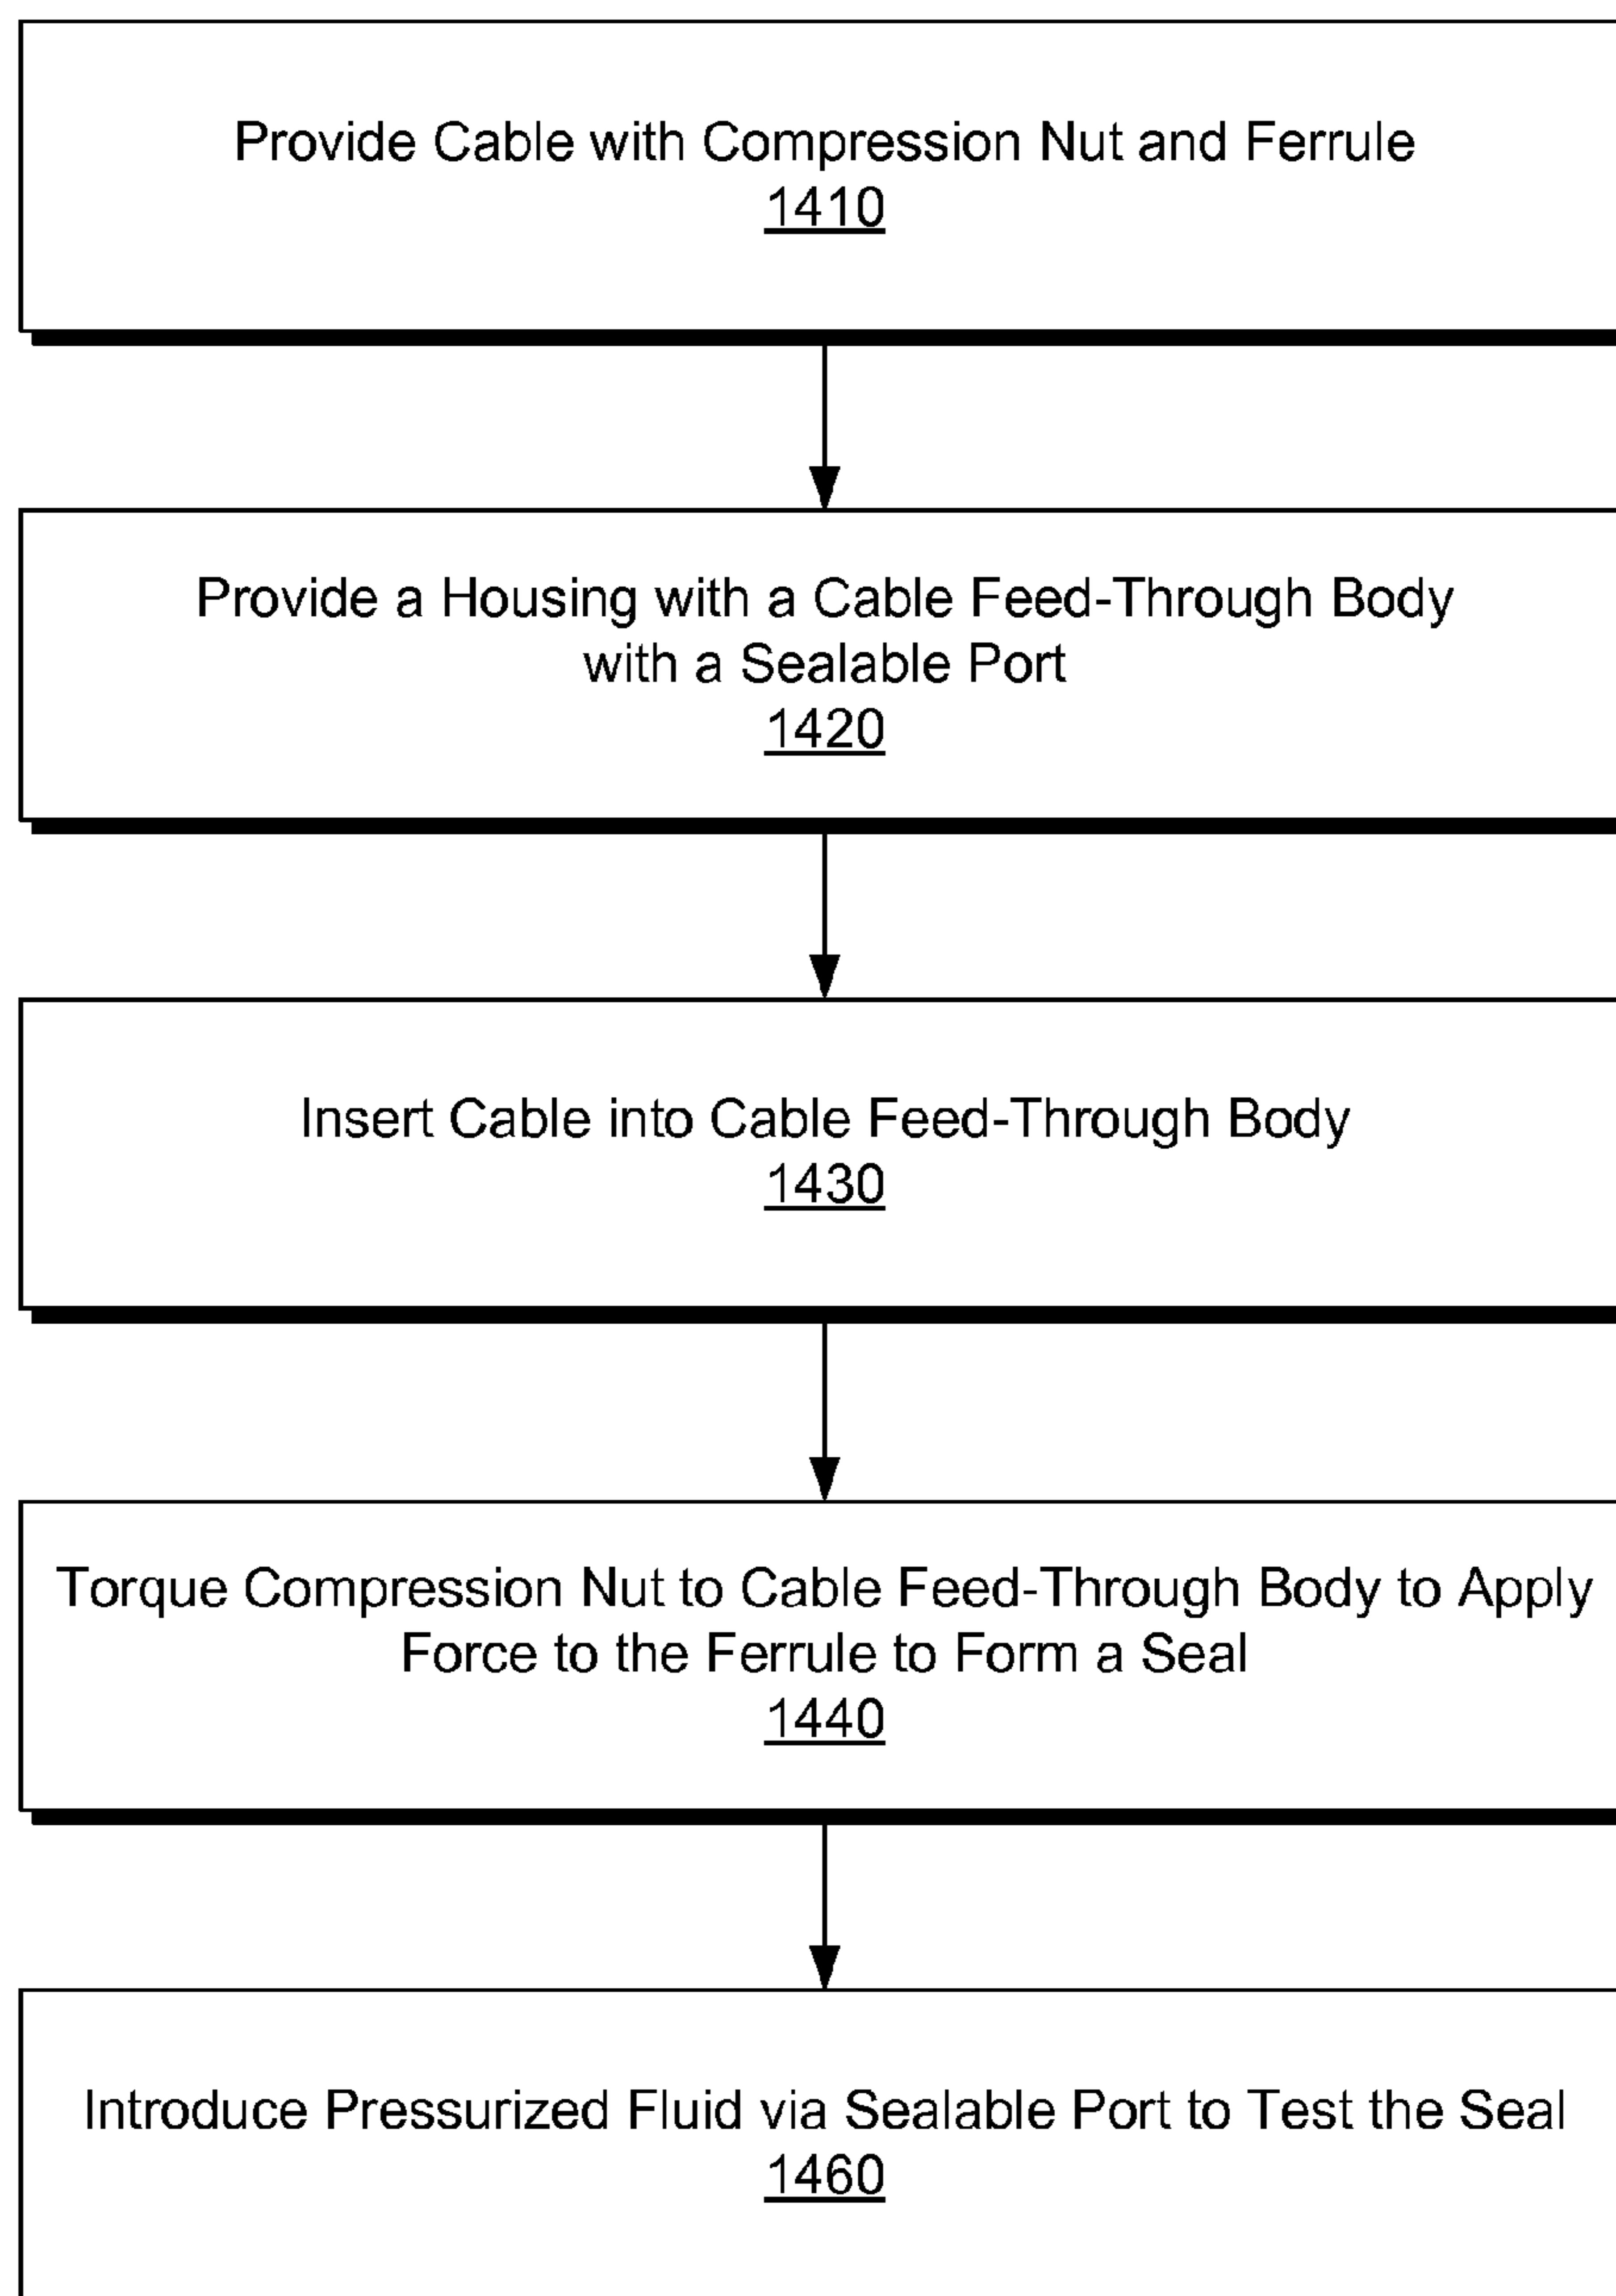 Provide Cable with Compression Nut and Ferrule
1410
Provide a Housing with a Cable Feed-Through Body
with a Sealable Port
1420
Insert Cable into Cable Feed-Through Body
1430
Torque Compression Nut to Cable Feed-Through Body to Apply
Force to the Ferrule to Form a Seal
1440
Introduce Pressurized Fluid via Sealable Port to Test the Seal
1460